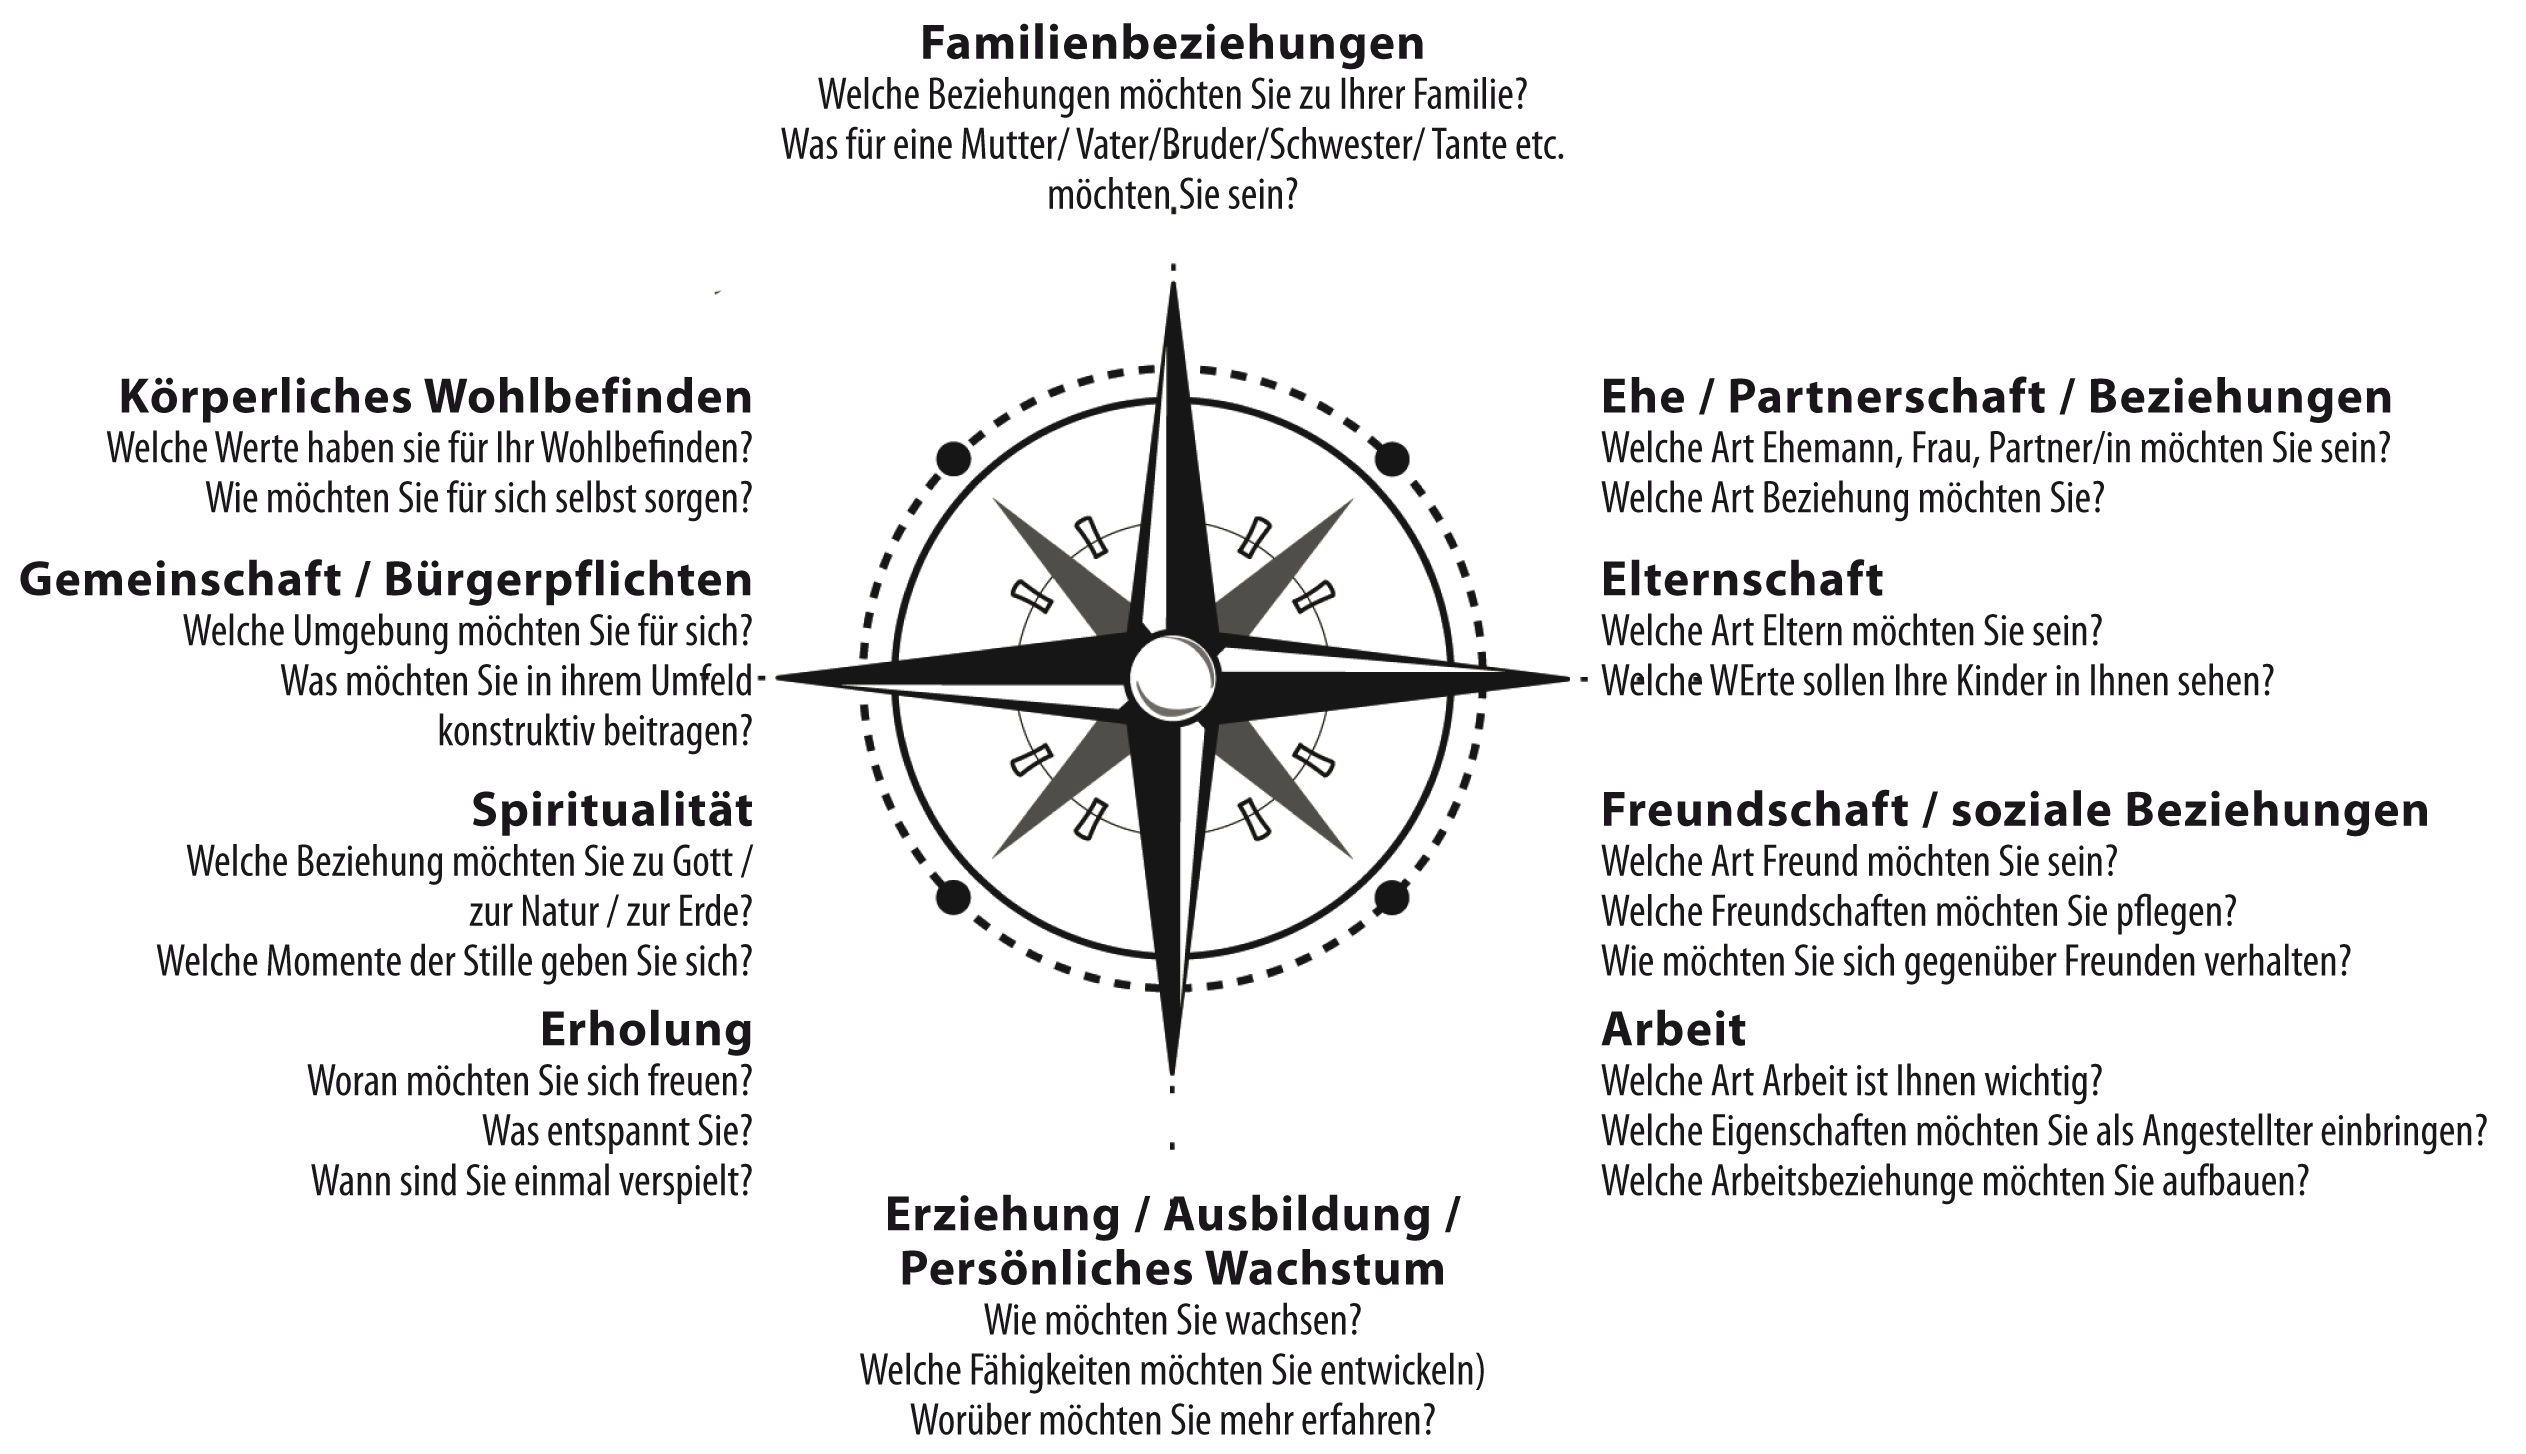 Familienbeziehungen
Welche Beziehungen möchten Sie zu Ihrer Familie?
Was für eine Mutter/ Vater/Bruder/Schwester/ Tante etc.
möchten Sie sein?
Körperliches Wohlbefinden
Welche Werte haben sie für Ihr Wohlbefinden?
Wie möchten Sie für sich selbst sorgen?
Gemeinschaft / Bürgerpflichten
Welche Umgebung möchten Sie für sich?
Was möchten Sie in ihrem Umfeld
konstruktiv beitragen?
Spiritualität
Welche Beziehung möchten Sie zu Gott /
zur Natur / zur Erde?
Welche Momente der Stille geben Sie sich?
Erholung
Woran möchten Sie sich freuen?
Was entspannt Sie?
Wann sind Sie einmal verspielt?
Ehe / Partnerschaft / Beziehungen
Welche Art Ehemann, Frau, Partner/in möchten Sie sein?
Welche Art Beziehung möchten Sie?
Elternschaft
Welche Art Eltern möchten Sie sein?
Welche WErte sollen Ihre Kinder in Ihnen sehen?
Freundschaft / soziale Beziehungen
Welche Art Freund möchten Sie sein?
Welche Freundschaften möchten Sie pflegen?
Wie möchten Sie sich gegenüber Freunden verhalten?
Arbeit
Welche Art Arbeit ist Ihnen wichtig?
Welche Eigenschaften möchten Sie als Angestellter einbringen?
Welche Arbeitsbeziehunge möchten Sie aufbauen?
Erziehung / Ausbildung /
Persönliches Wachstum
Wie möchten Sie wachsen?
Welche Fähigkeiten möchten Sie entwickeln)
Worüber möchten Sie mehr erfahren?